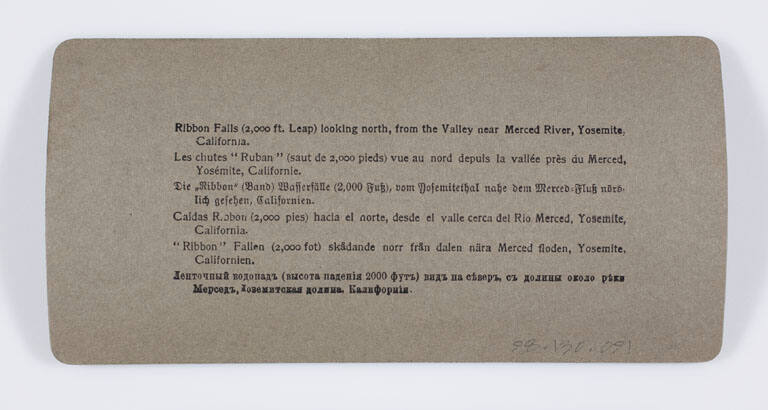 Ribbon Falls (2,000 ft. Leap) looking north, from the Valley near Merced River, Yosemite,
California.
Les chutes " Ruban " (saut de 2,000 pieds) vue au nord depuis la vallée près du Merced,
Yosémite, Californie.
Die „Ribbon“ (Band) Wasserfälle (2,000 Fuß), vom Yosemitethal nahe dem Merced-Fluß nörd-
lich gesehen, Californien.
Caidas Robon (2,000 pies) hacia el norte, desde el valle cerca del Rio Merced, Yosemite,
California.
" Ribbon " Fallen (2,000 fot) skådande norr från dalen nära Merced floden, Yosemite,
Californien.
Ленточный водопадъ (высота паденія 2000 футъ) видъ на сѣверъ, съ долины около рѣки
Мерседъ, Іоземитская долина, Калифорнія.
98.130.091